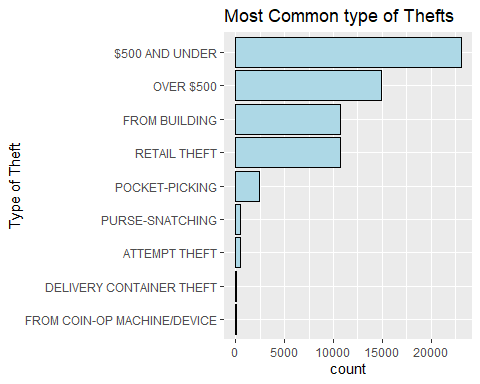 Most Common type of Thefts
Type of Theft
$500 AND UNDER
OVER $500
FROM BUILDING
RETAIL THEFT
POCKET-PICKING
PURSE-SNATCHING
ATTEMPT THEFT
DELIVERY CONTAINER THEFT
FROM COIN-OP MACHINE/DEVICE
0 5000 10000 15000 20000
count